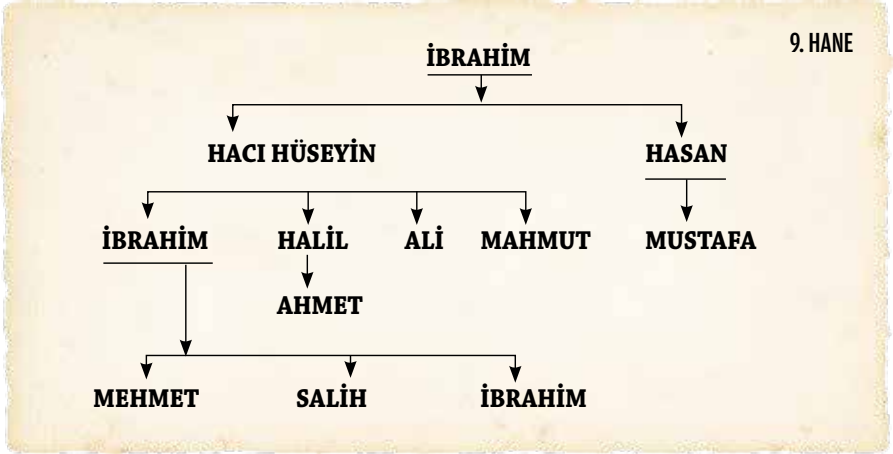 9. HANE
İBRAHİM
HACI HÜSEYİN HASAN
İBRAHİM HALİL ALİ MAHMUT MUSTAFA
AHMET
MEHMET SALİH İBRAHİM